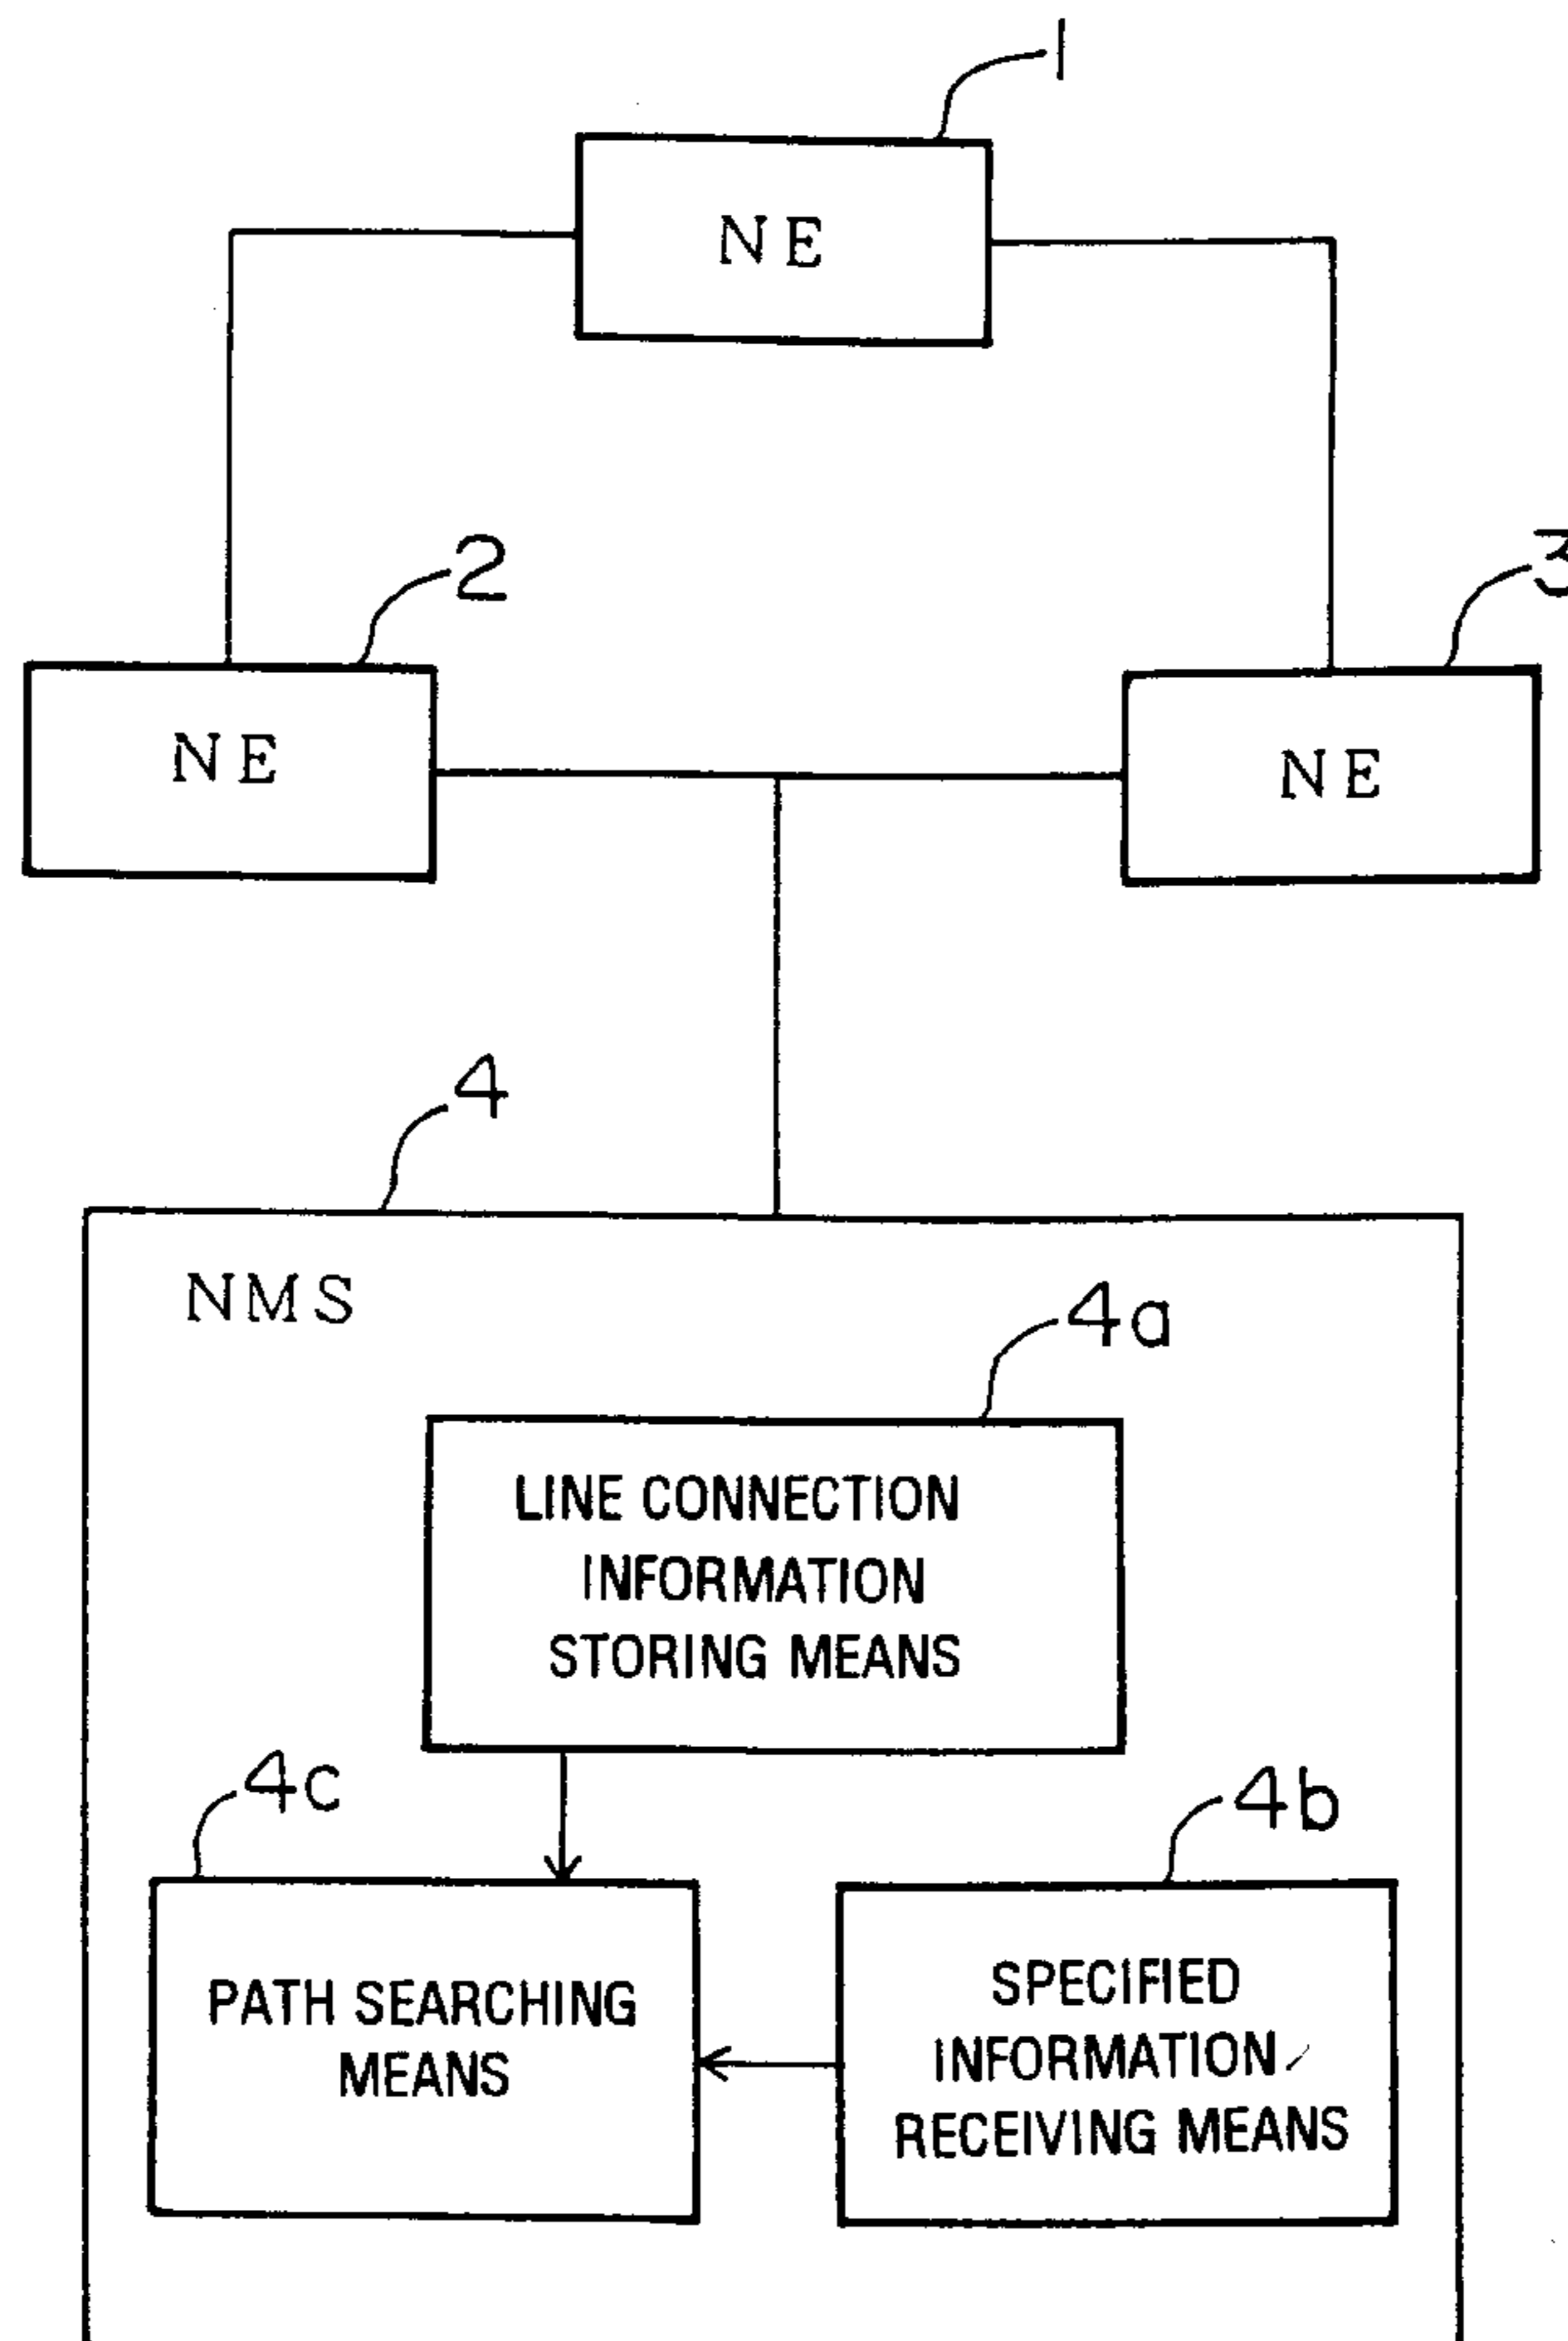 1
NE
2
3
NE
NE
4
NMS
4a
LINE CONNECTION
INFORMATION
STORING MEANS
4c
4b
PATH SEARCHING
MEANS
SPECIFIED
INFORMATION
RECEIVING MEANS